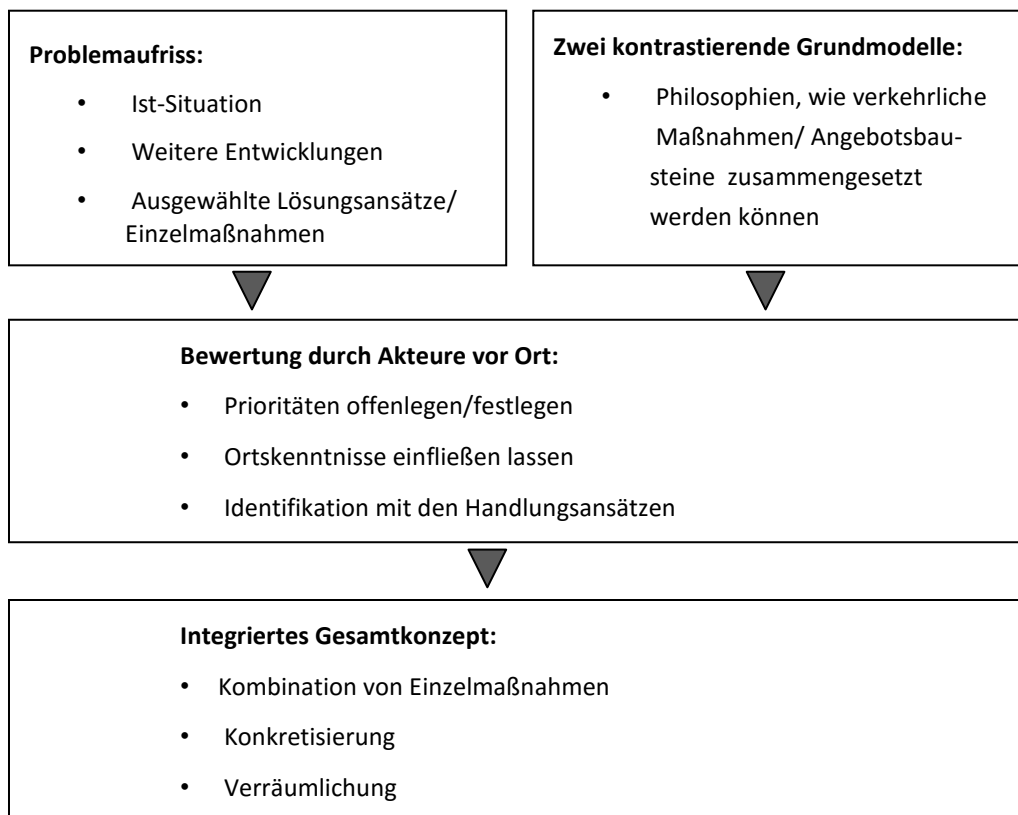 Problemaufriss:
• Ist-Situation
• Weitere Entwicklungen
• Ausgewählte Lösungsansätze/
Einzelmaßnahmen
Zwei kontrastierende Grundmodelle:
• Philosophien, wie verkehrliche
Maßnahmen/ Angebotsbau-
steine zusammengesetzt
werden können
Bewertung durch Akteure vor Ort:
• Prioritäten offenlegen/festlegen
• Ortskenntnisse einfließen lassen
• Identifikation mit den Handlungsansätzen
Integriertes Gesamtkonzept:
• Kombination von Einzelmaßnahmen
• Konkretisierung
• Verräumlichung